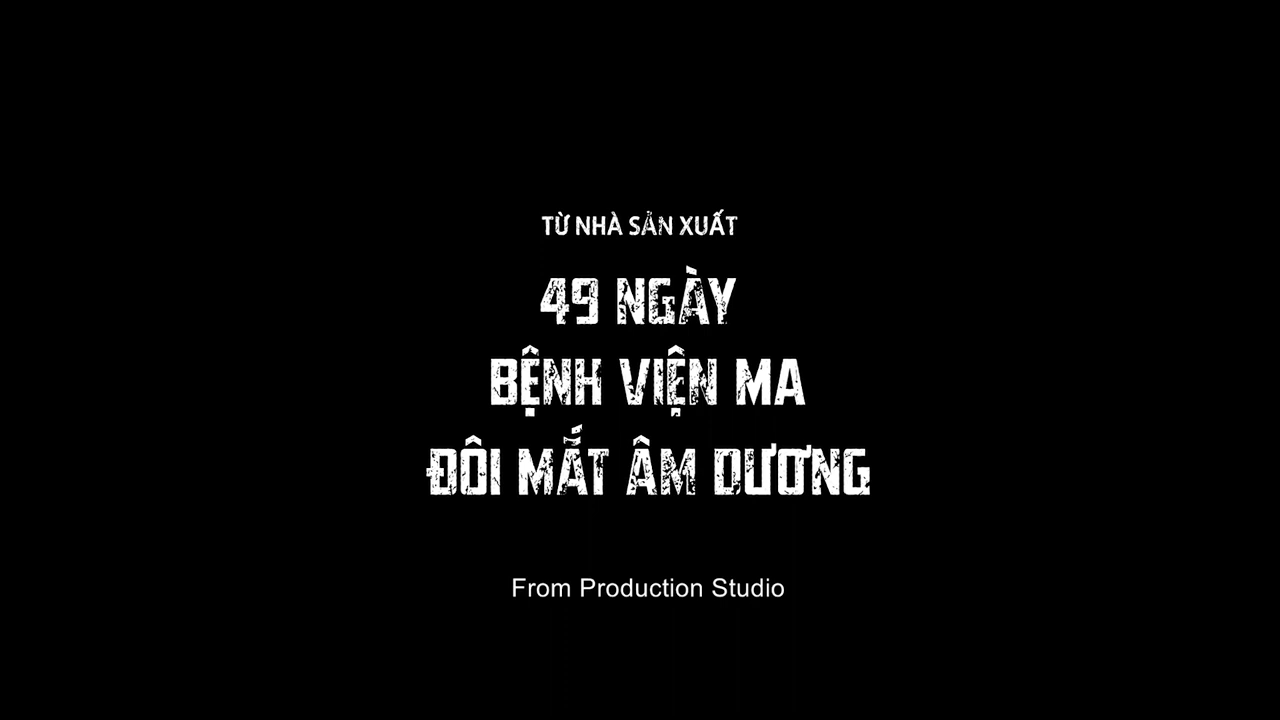 TỪ NHÀ SẢN XUẤT
49 NGÀY
BỆNH VIỆN MA
ĐÔI MẮT ÂM DƯƠNG
From Production Studio